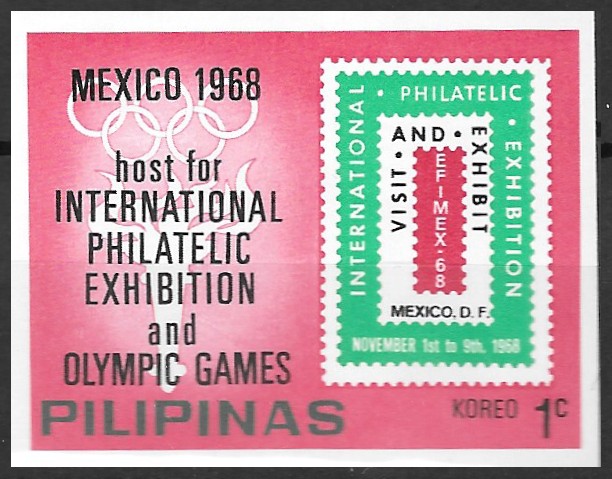 MEXICO 1968
host for
INTERNATIONAL
PHILATELIC
EXHIBITION
and
OLYMPIC GAMES
INTERNATIONAL • PHILATELIC • EXHIBITION
VISIT • AND • EXHIBIT
EFIMEX-68
MEXICO, D. F.
NOVEMBER 1st to 9th, 1968
PILIPINAS
KOREO 1c